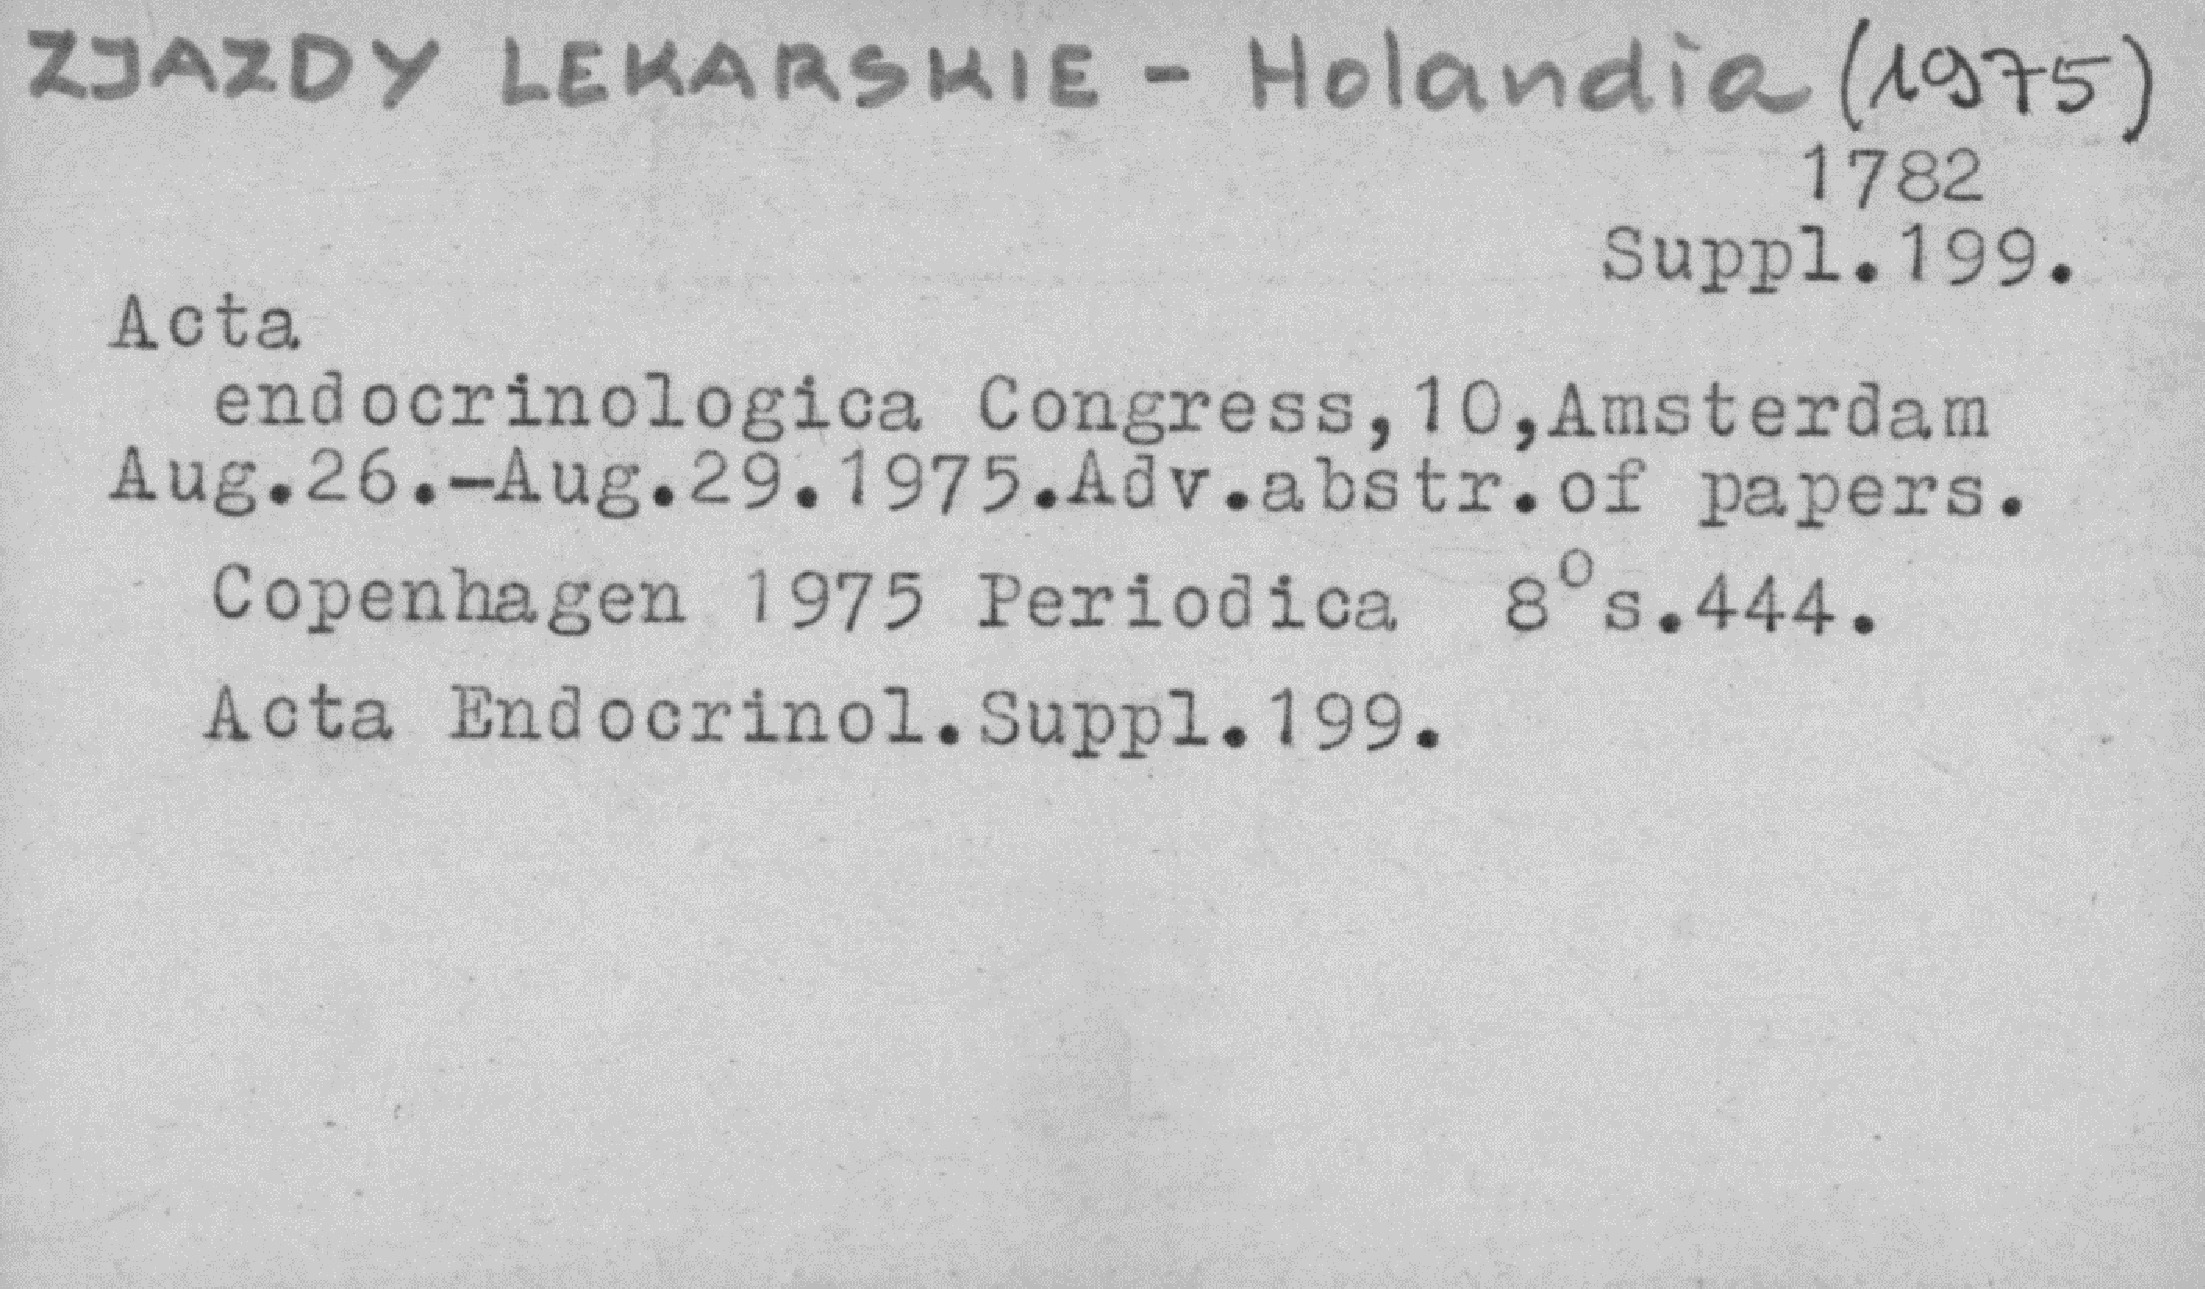 ZJAZDY LEKARSKIE - Holandia (1975)
1782
Suppl.199.
Acta
endocrinologica Congress,10,Amsterdam
Aug.26.-Aug.29.1975.Adv.abstr.of papers.
Copenhagen 1975 Periodica 8°s.444.
Acta Endocrinol.Suppl.199.